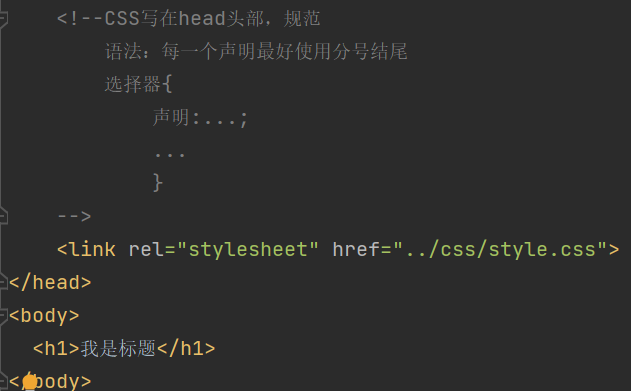 <!--CSS写在head头部，规范
语法：每一个声明最好使用分号结尾
选择器{
声明:...;
...
}
-->
<link rel="stylesheet" href="../css/style.css">
</head>
<body>
<h1>我是标题</h1>
</body>